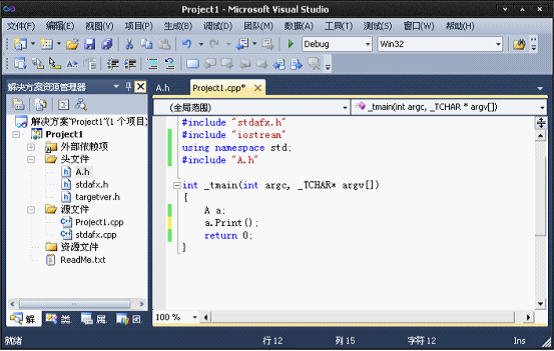 Project1 - Microsoft Visual Studio
文件(F) 编辑(E) 视图(V) 项目(P) 生成(B) 调试(D) 团队(M) 数据(A) 工具(T) 测试(S) 窗口(W) 帮助(H)
Debug Win32
解决方案资源管理器
A.h Project1.cpp*
(全局范围) _tmain(int argc, _TCHAR * argv[])
解决方案"Project1"(1 个项目)
Project1
外部依赖项
头文件
A.h
stdafx.h
targetver.h
源文件
Project1.cpp
stdafx.cpp
资源文件
ReadMe.txt
#include "stdafx.h"
#include "iostream"
using namespace std;
#include "A.h"
int _tmain(int argc, _TCHAR* argv[])
{
A a;
a.Print();
return 0;
}
100 %
解. 类. 属. 团.
就绪 行 12 列 15 字符 12 Ins